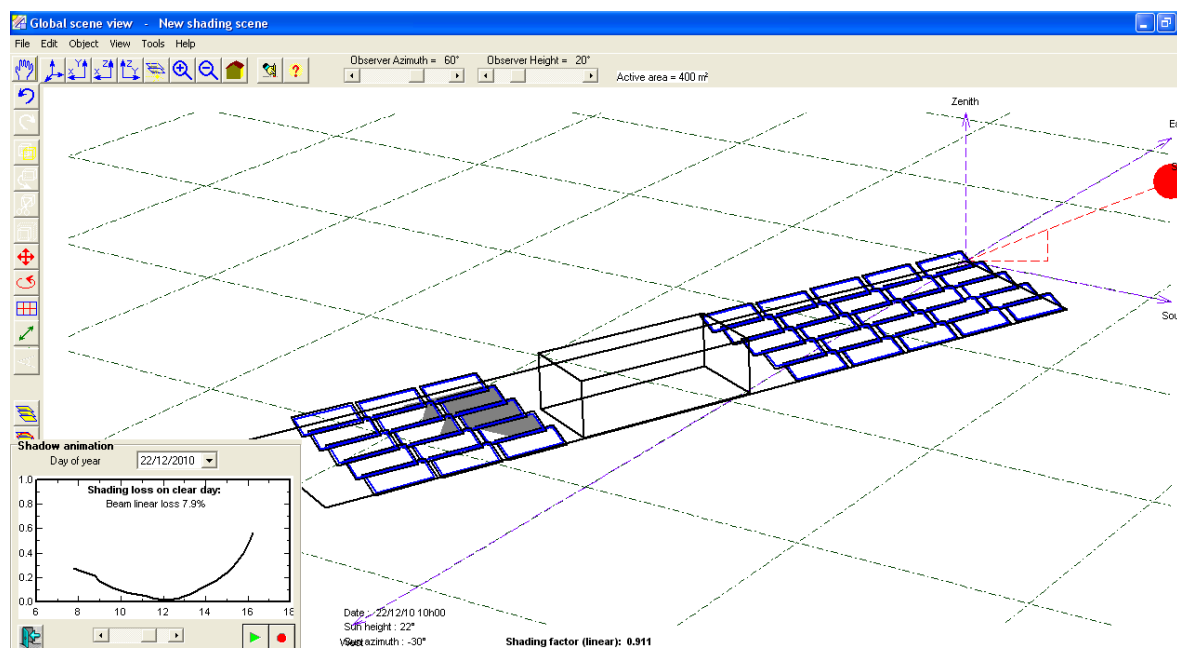 Global scene view - New shading scene
File Edit Object View Tools Help
Observer Azimuth = 60° Observer Height = 20°
Active area = 400 m²
Zenith
Ea
S
Sou
Shadow animation
Day of year 22/12/2010
1.0
0.8
0.6
0.4
0.2
0.0
Shading loss on clear day:
Beam linear loss 7.9%
6 8 10 12 14 16 18
Date : 22/12/10 10h00
Sun height : 22°
Sun azimuth : -30°
West
Shading factor (linear): 0.911